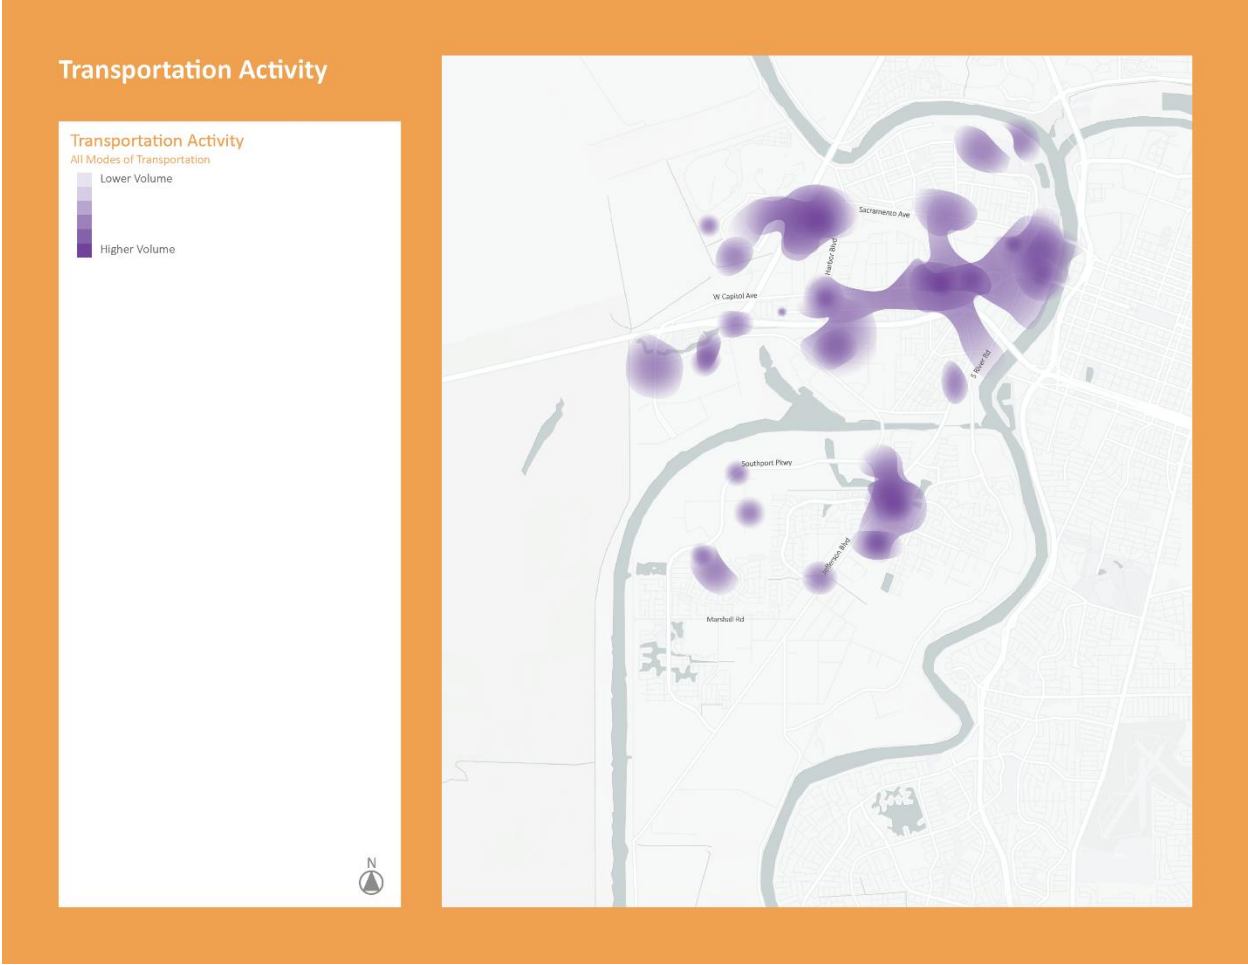 Transportation Activity
Transportation Activity
All Modes of Transportation
Lower Volume
Higher Volume
N
Sacramento Ave
Harbor Blvd
W Capitol Ave
S River Rd
Southport Pkwy
Jefferson Blvd
Marshall Rd